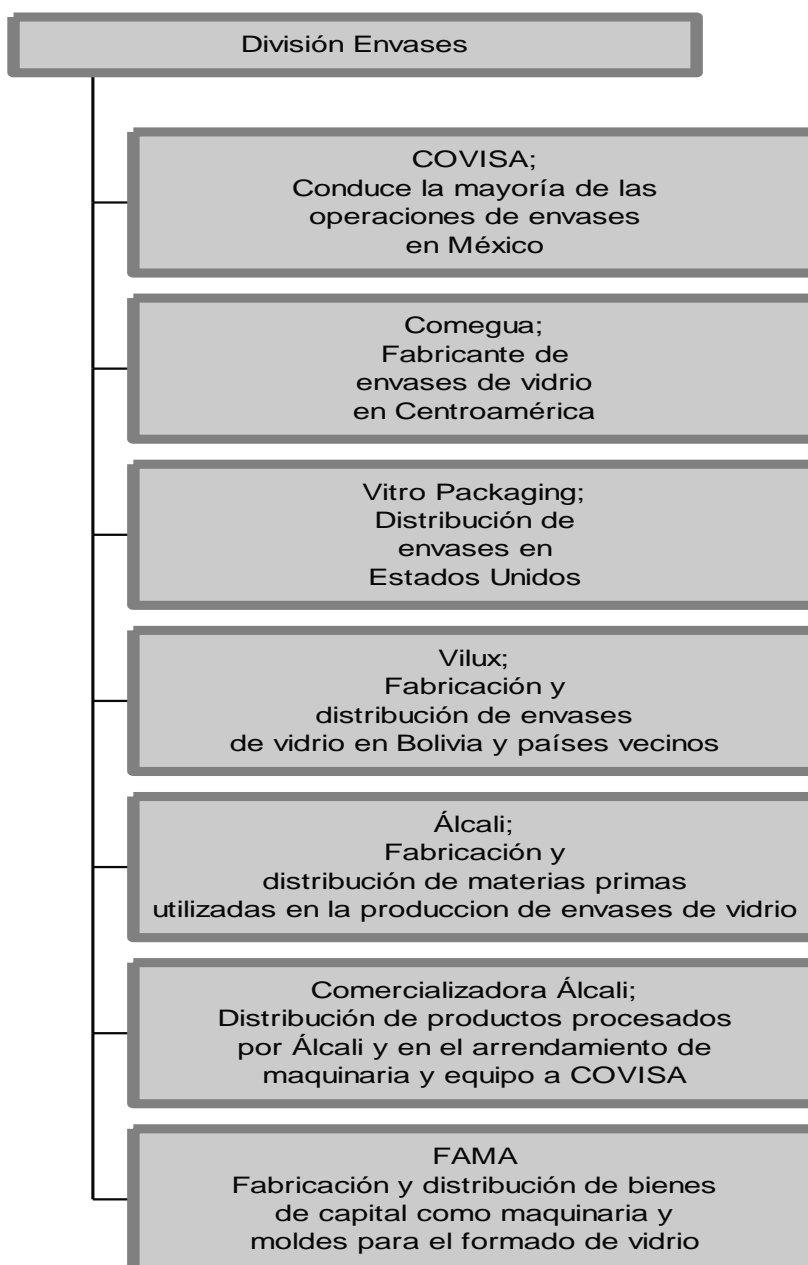 División Envases
COVISA;
Conduce la mayoría de las
operaciones de envases
en México
Comegua;
Fabricante de
envases de vidrio
en Centroamérica
Vitro Packaging;
Distribución de
envases en
Estados Unidos
Vilux;
Fabricación y
distribución de envases
de vidrio en Bolivia y países vecinos
Álcali;
Fabricación y
distribución de materias primas
utilizadas en la produccion de envases de vidrio
Comercializadora Álcali;
Distribución de productos procesados
por Álcali y en el arrendamiento de
maquinaria y equipo a COVISA
FAMA
Fabricación y distribución de bienes
de capital como maquinaria y
moldes para el formado de vidrio